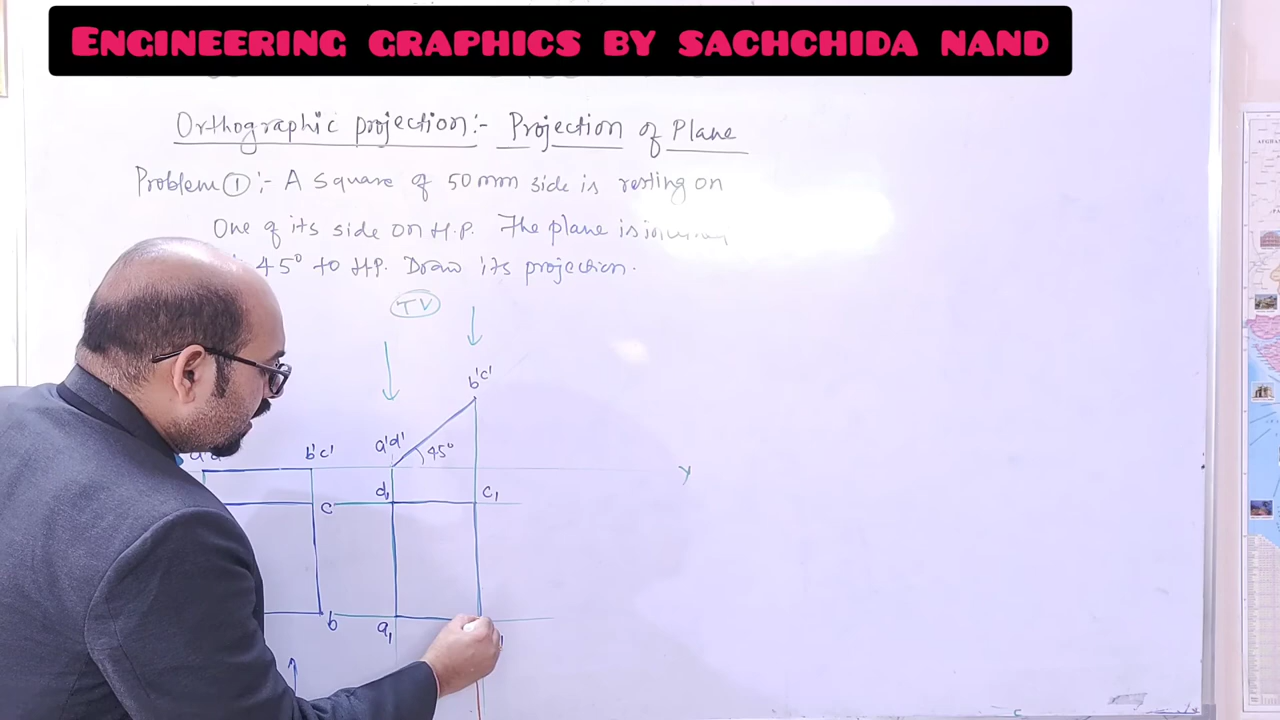 ENGINEERING GRAPHICS BY SACHCHIDA NAND
Orthographic projection:- Projection of Plane
Problem ①:- A Square of 50 mm side is resting on
One of its side on H.P. The plane is
45° to HP. Draw its projection.
TV
b'c'
a'd'
45°
a'd'
b'c'
y
d₁
c₁
c
b
a₁